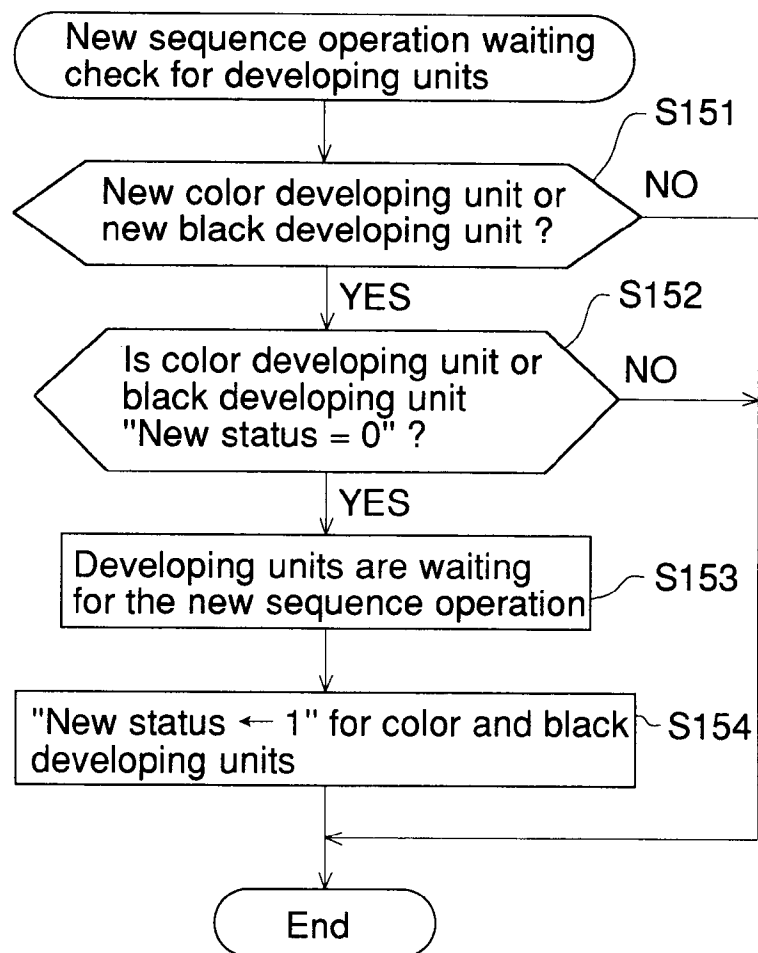 New sequence operation waiting
check for developing units
S151
New color developing unit or
new black developing unit ?
NO
YES
S152
Is color developing unit or
black developing unit
"New status = 0" ?
NO
YES
Developing units are waiting
for the new sequence operation
S153
"New status ← 1" for color and black
developing units
S154
End